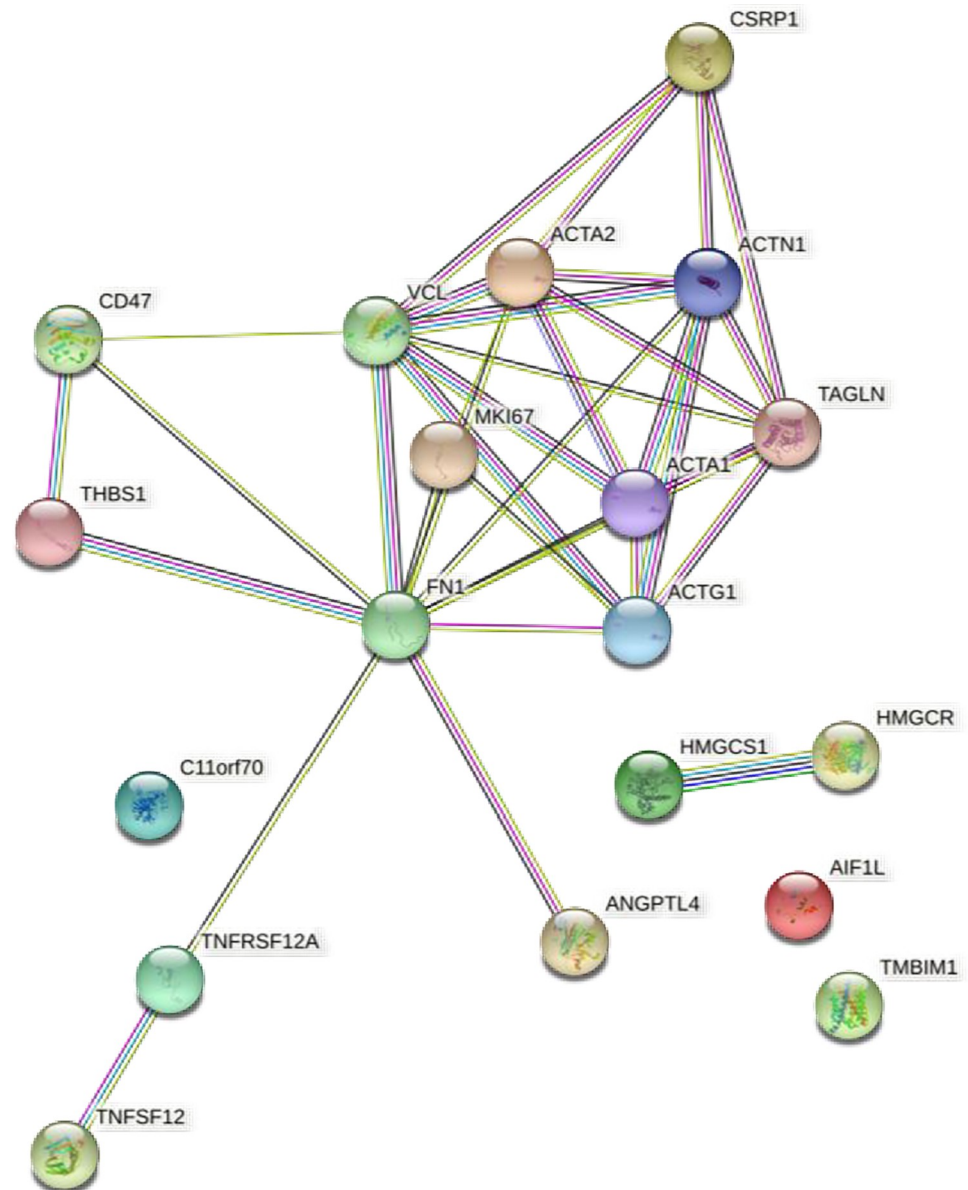 CSRP1
ACTA2
ACTN1
VCL
CD47
TAGLN
MKI67
ACTA1
THBS1
FN1
ACTG1
HMGCR
HMGCS1
C11orf70
AIF1L
ANGPTL4
TNFRSF12A
TMBIM1
TNFSF12